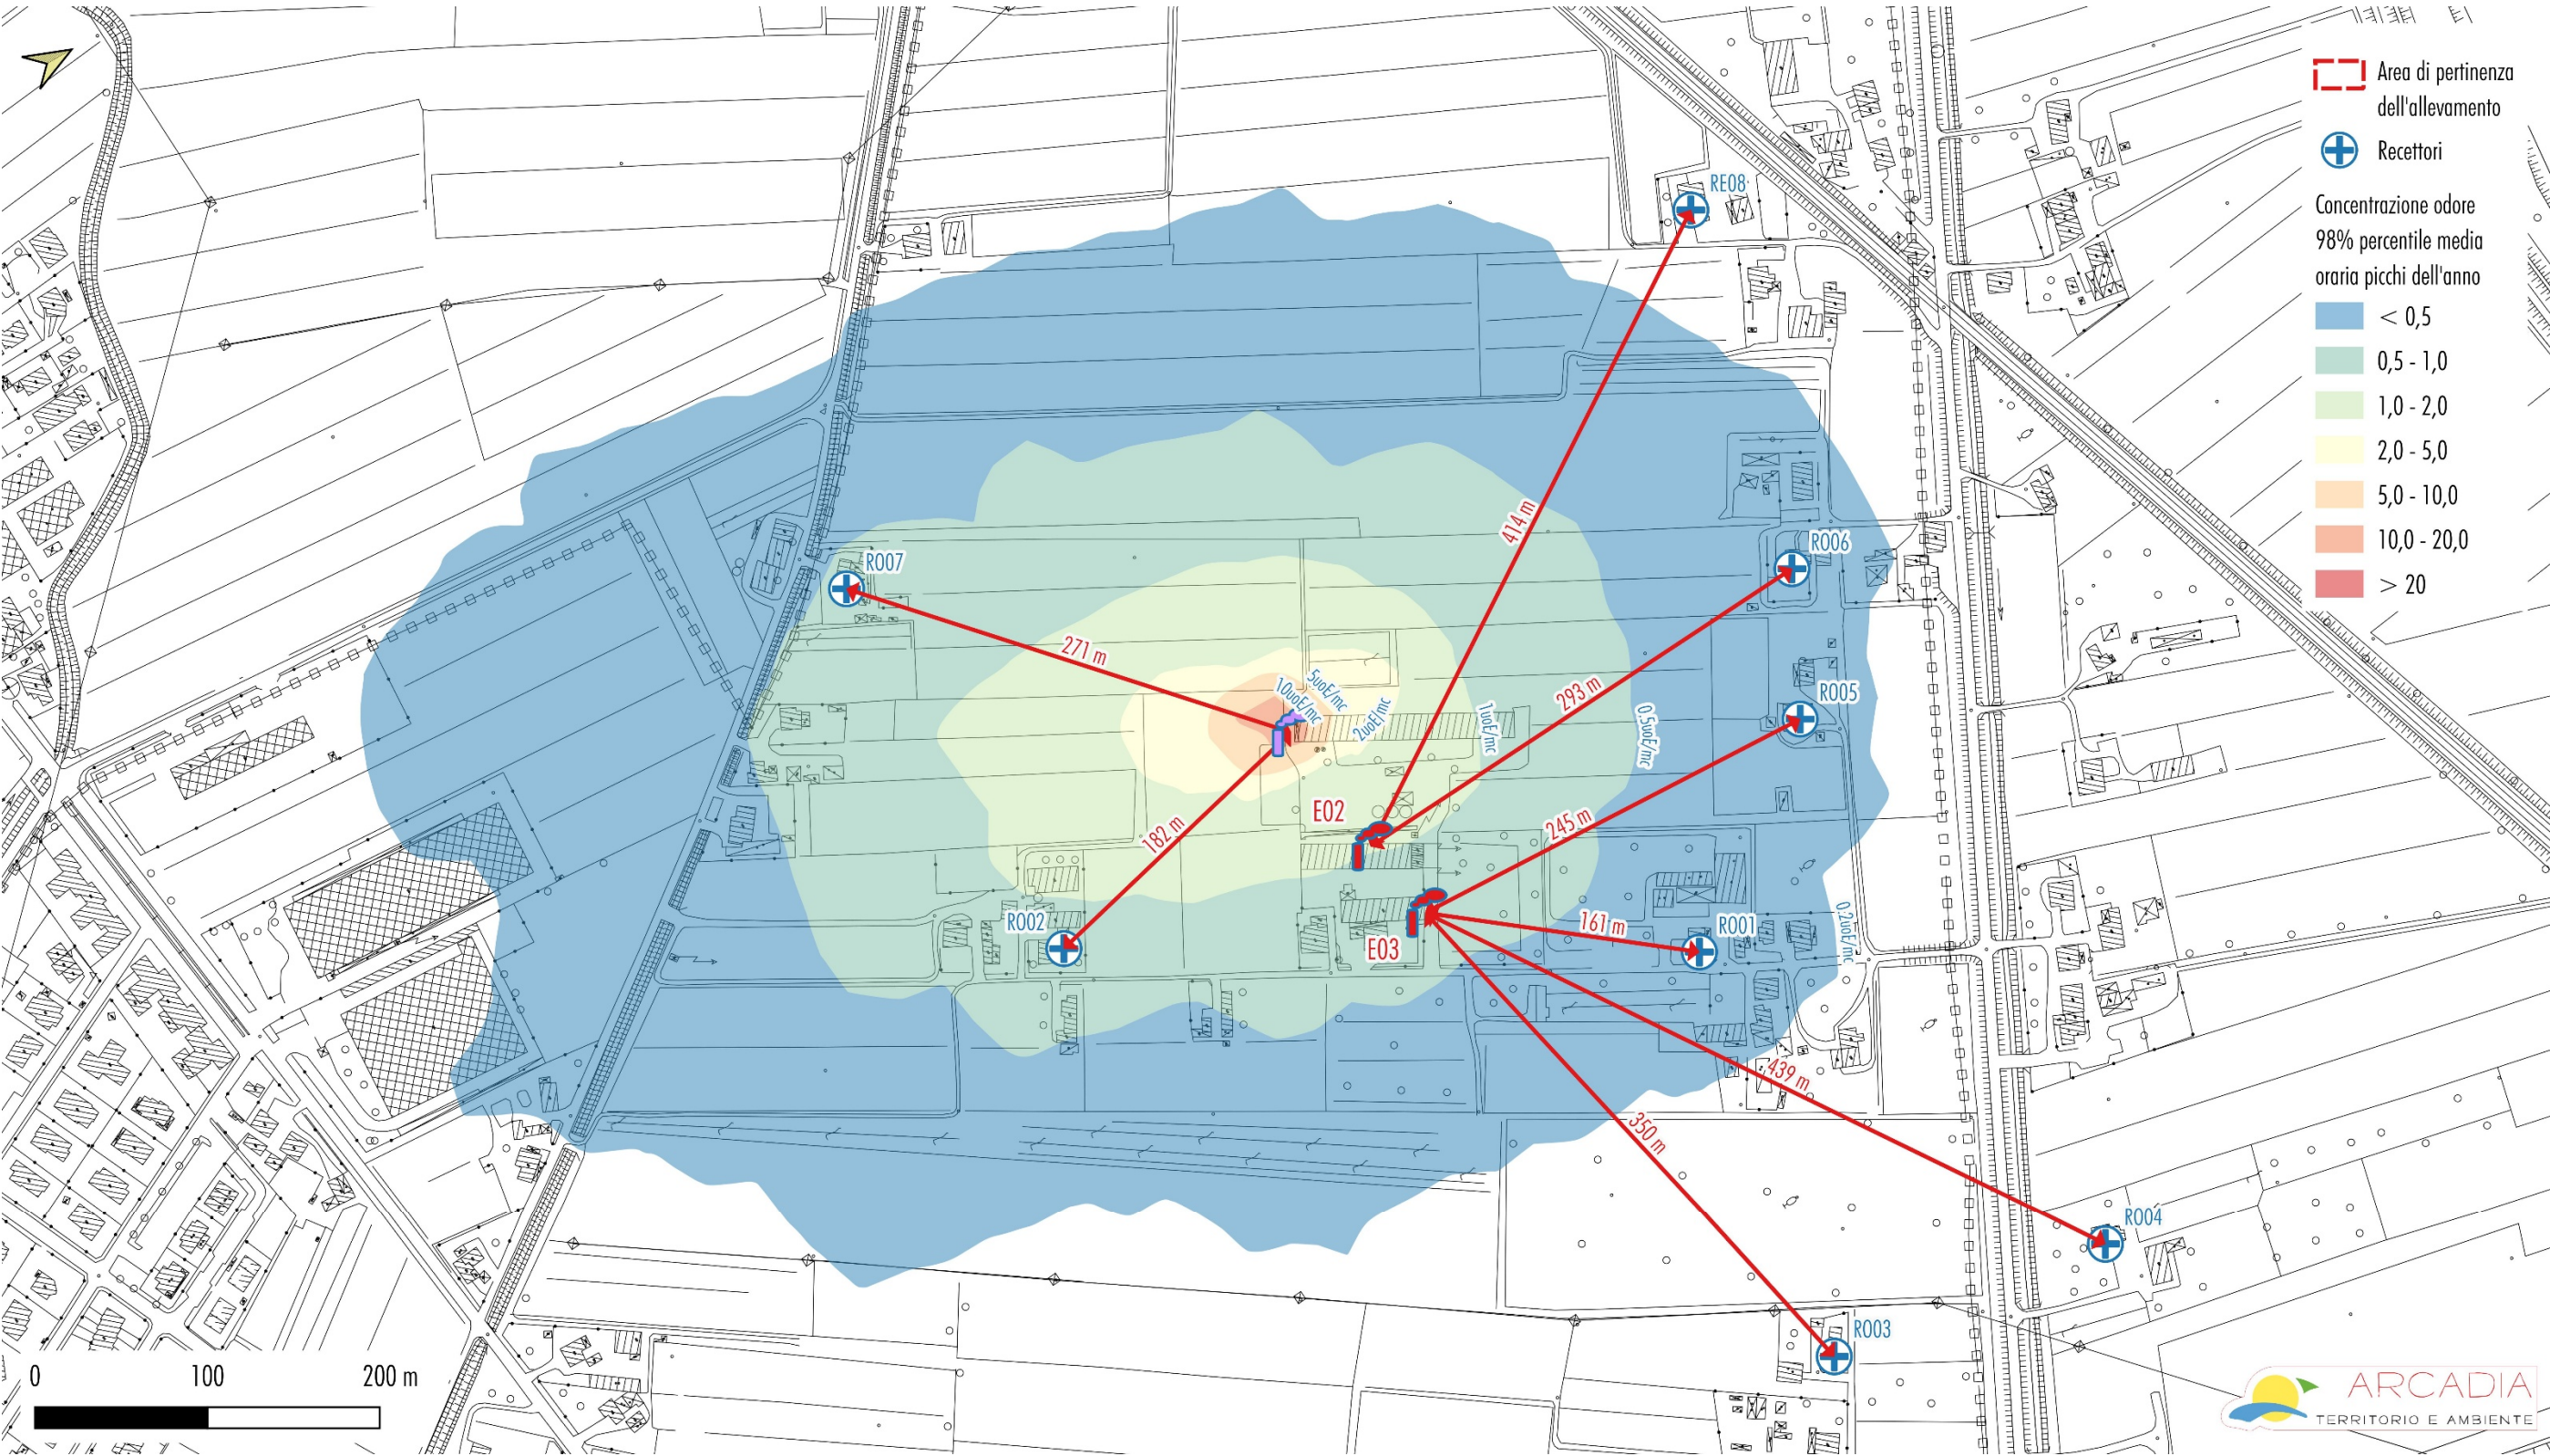 Area di pertinenza
dell'allevamento
Recettori
Concentrazione odore
98% percentile media
oraria picchi dell'anno
< 0,5
0,5 - 1,0
1,0 - 2,0
2,0 - 5,0
5,0 - 10,0
10,0 - 20,0
> 20
RE08
414 m
R006
R007
271 m
293 m
R005
5uoE/mc
10uoE/mc
2uoE/mc
1uoE/mc
0.5uoE/mc
E02
245 m
182 m
R002
E03
161 m
R001
0.2uoE/mc
439 m
350 m
R004
R003
0 100 200 m
ARCADIA
TERRITORIO E AMBIENTE